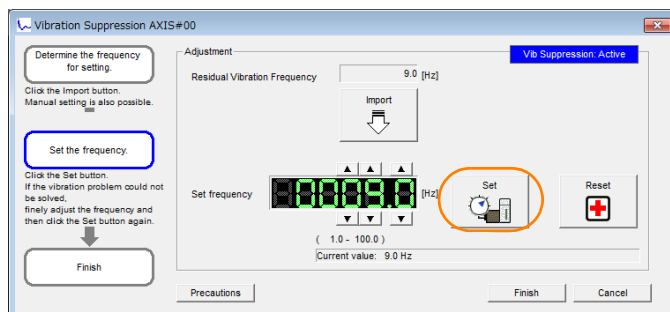 Vibration Suppression AXIS#00
Determine the frequency
for setting.
Click the Import button.
Manual setting is also possible.
Set the frequency.
Click the Set button.
If the vibration problem could not
be solved,
finely adjust the frequency and
then click the Set button again.
Finish
Adjustment
Vib Suppression: Active
Residual Vibration Frequency 9.0 [Hz]
Import
Set frequency 0009.0 [Hz]
( 1.0 - 100.0 )
Current value: 9.0 Hz
Set
Reset
Precautions
Finish
Cancel